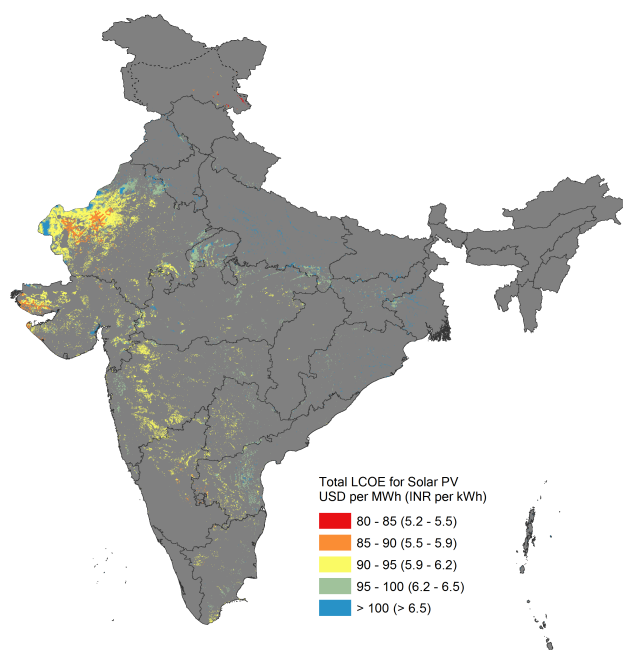 Total LCOE for Solar PV
USD per MWh (INR per kWh)
80 - 85 (5.2 - 5.5)
85 - 90 (5.5 - 5.9)
90 - 95 (5.9 - 6.2)
95 - 100 (6.2 - 6.5)
> 100 (> 6.5)